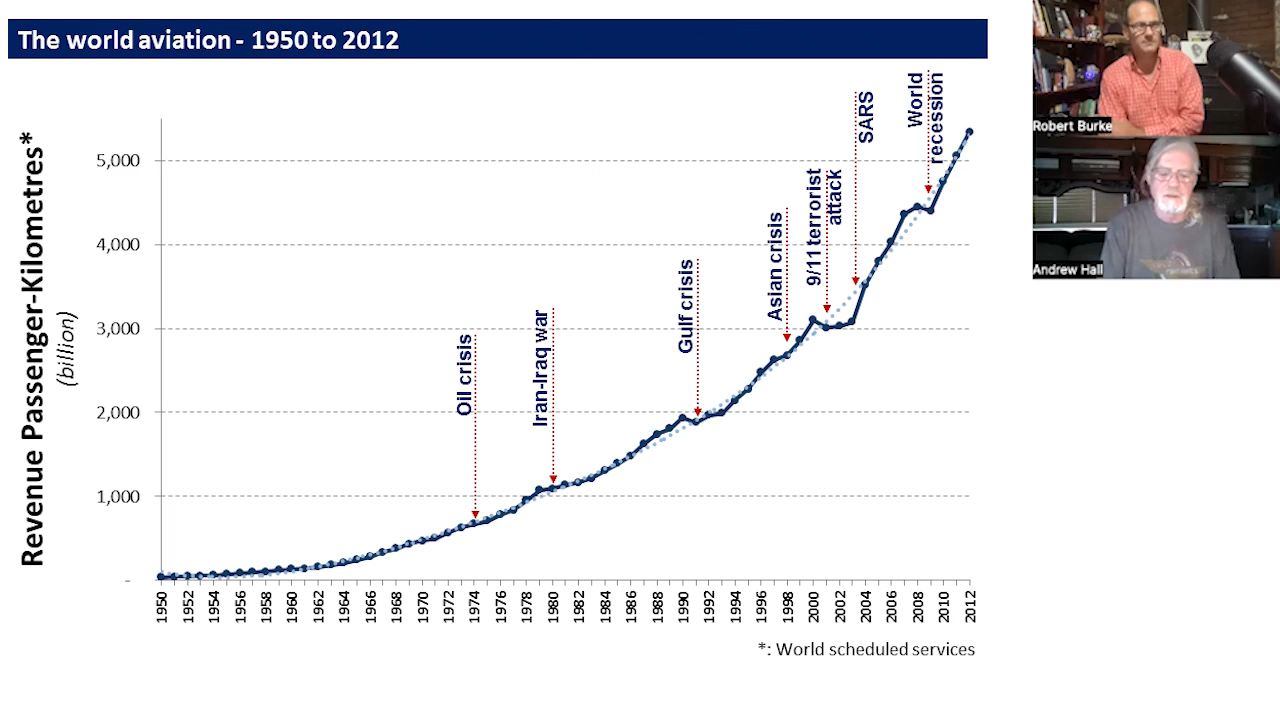 The world aviation - 1950 to 2012
Revenue Passenger-Kilometres*
(billion)
5,000
4,000
3,000
2,000
1,000
-
Oil crisis
Iran-Iraq war
Gulf crisis
Asian crisis
9/11 terrorist
attack
SARS
World
recession
1950 1952 1954 1956 1958 1960 1962 1964 1966 1968 1970 1972 1974 1976 1978 1980 1982 1984 1986 1988 1990 1992 1994 1996 1998 2000 2002 2004 2006 2008 2010 2012
*: World scheduled services
Robert Burke
Andrew Hall